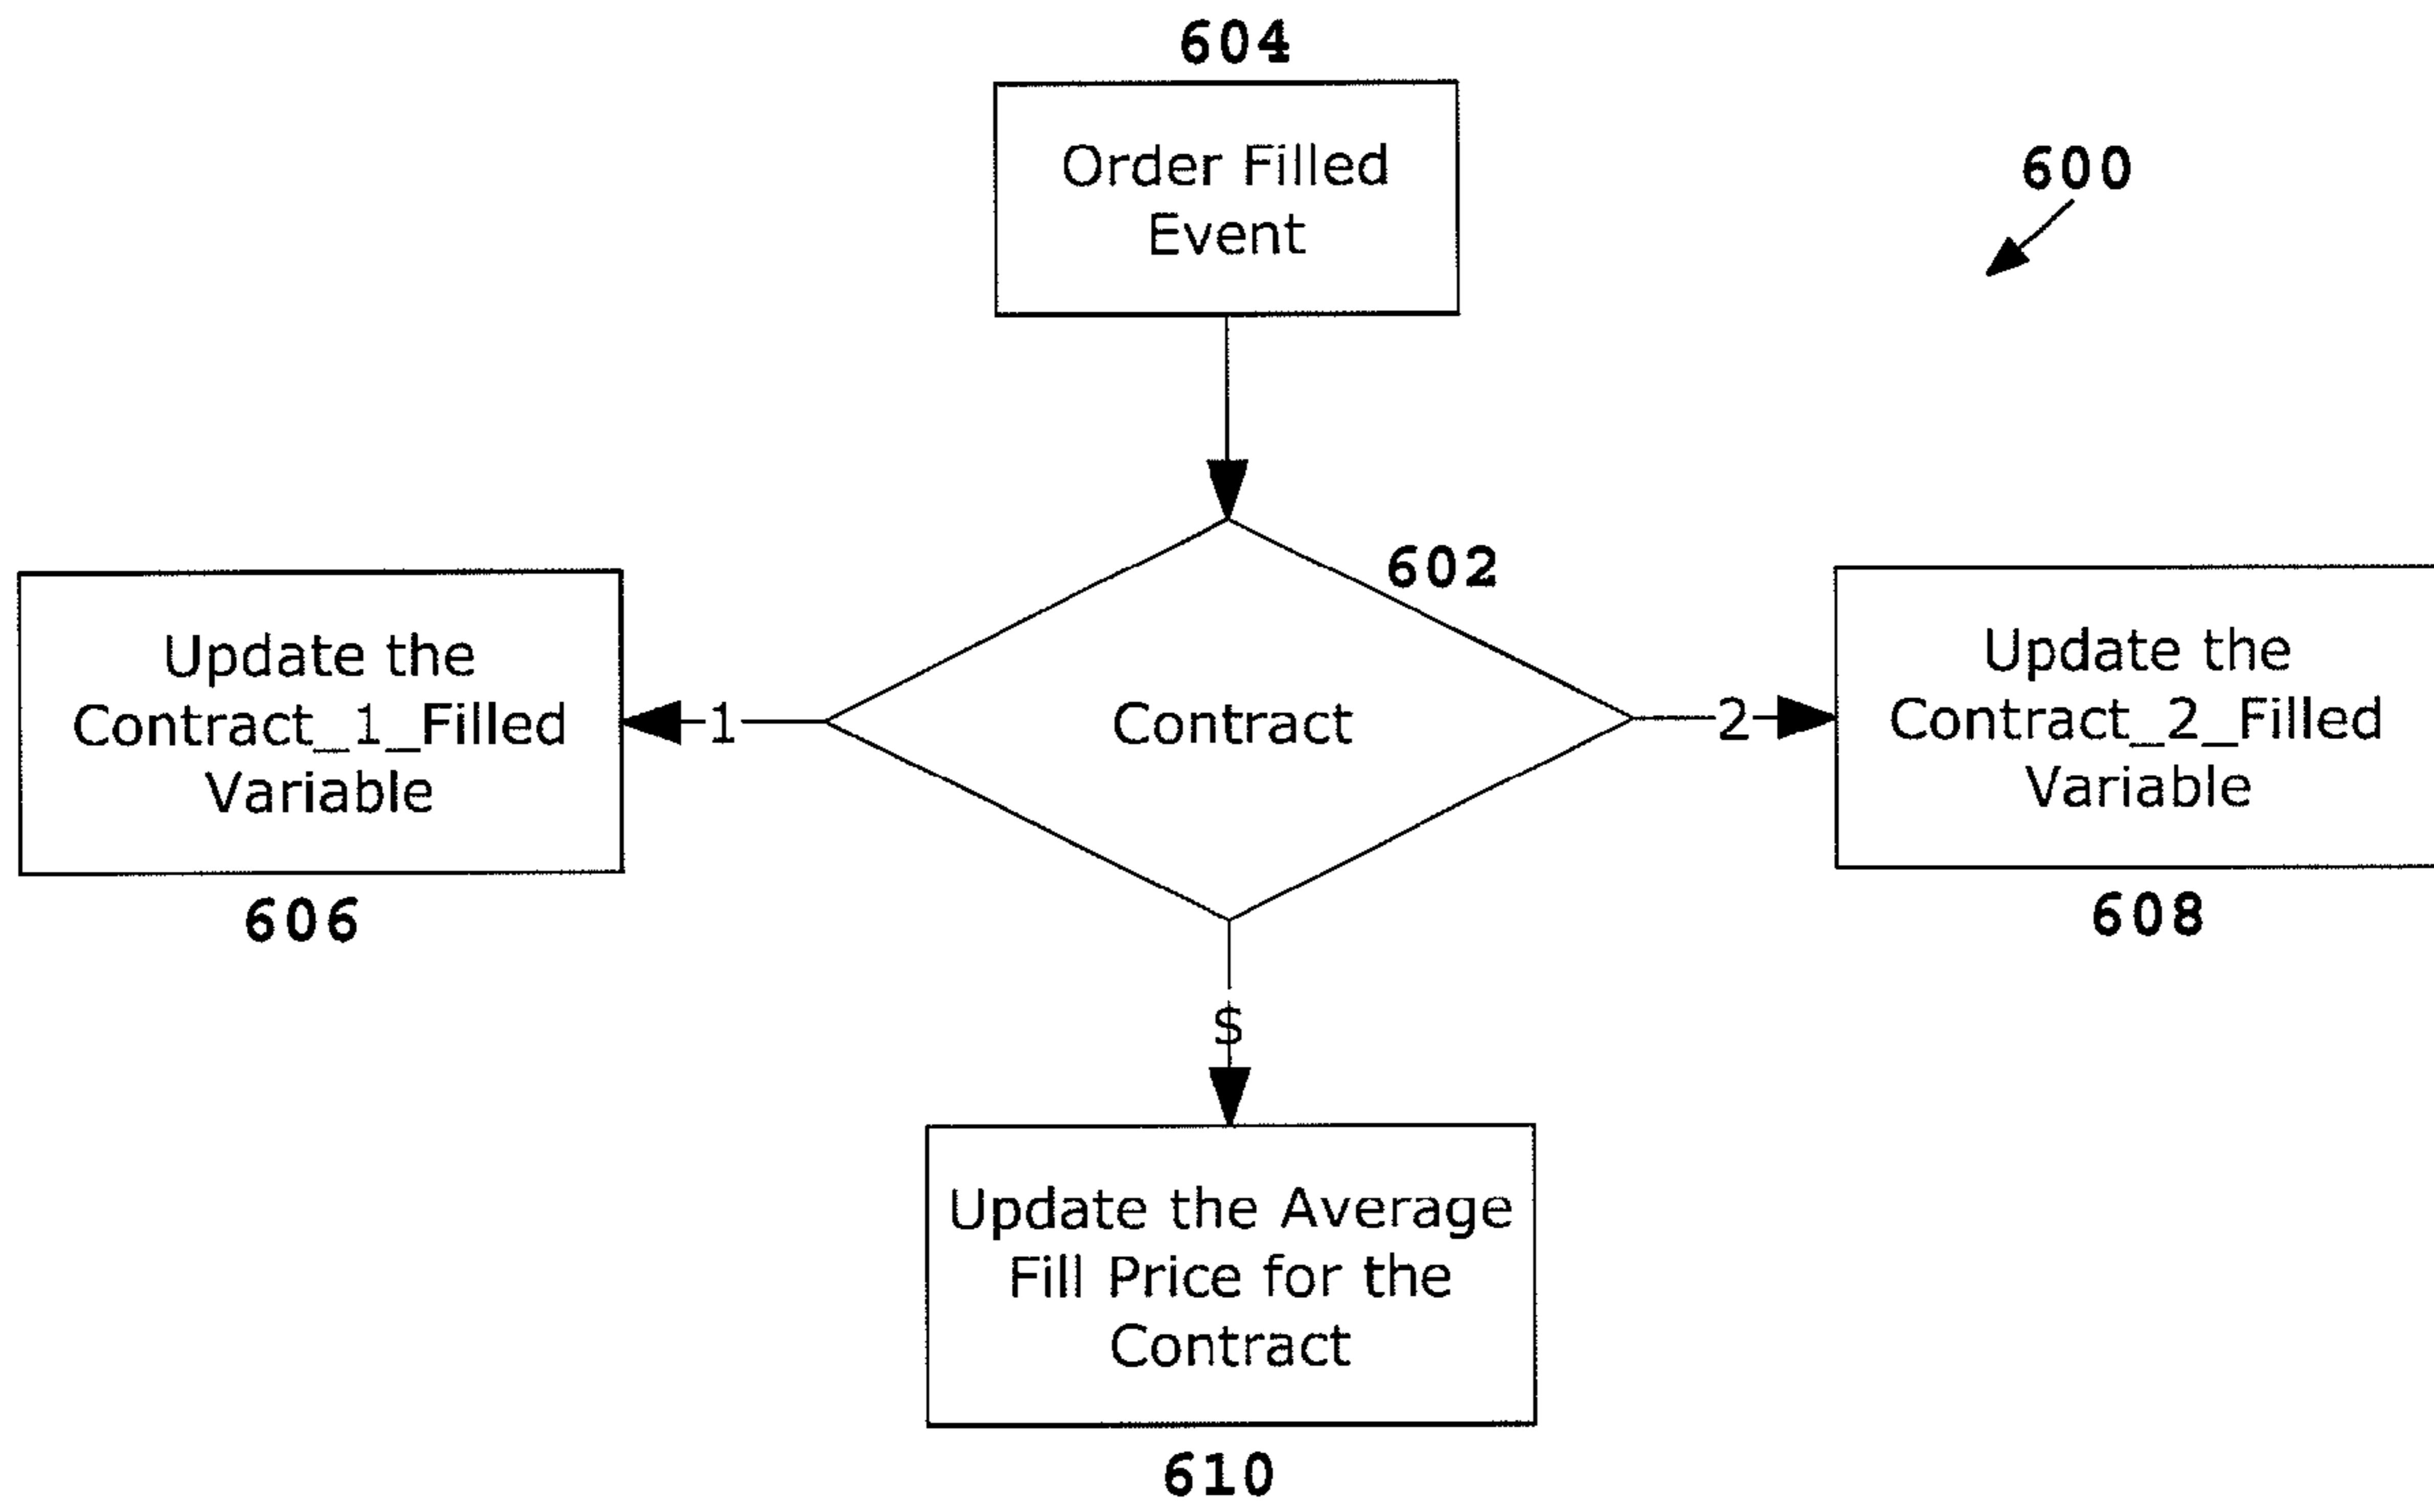 604
Order Filled
Event
600
602
Update the
Contract_1_Filled
Variable
606
1
Contract
2
Update the
Contract_2_Filled
Variable
608
$
Update the Average
Fill Price for the
Contract
610